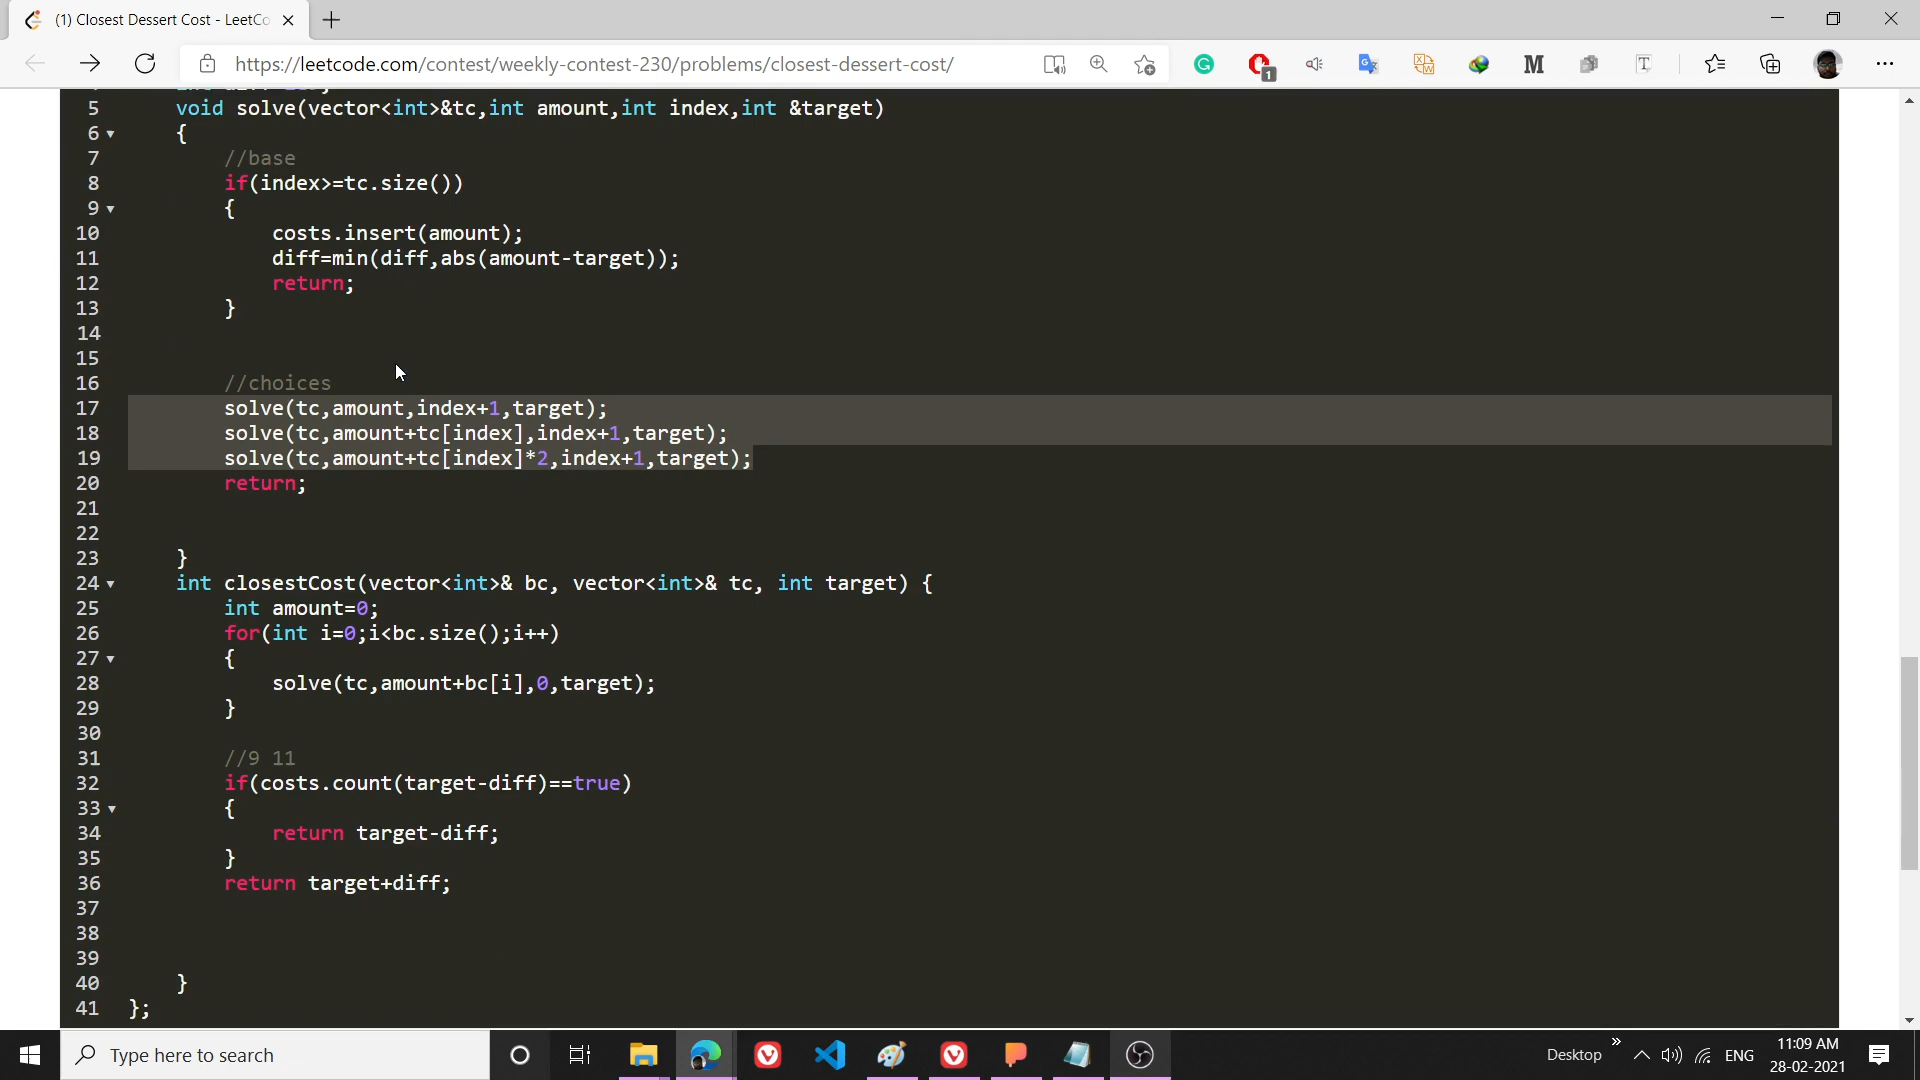 (1) Closest Dessert Cost - LeetCo
https://leetcode.com/contest/weekly-contest-230/problems/closest-dessert-cost/
1
M
T
5 void solve(vector<int>&tc,int amount,int index,int &target)
6 {
7 //base
8 if(index>=tc.size())
9 {
10 costs.insert(amount);
11 diff=min(diff,abs(amount-target));
12 return;
13 }
14
15
16 //choices
17 solve(tc,amount,index+1,target);
18 solve(tc,amount+tc[index],index+1,target);
19 solve(tc,amount+tc[index]*2,index+1,target);
20 return;
21
22
23 }
24 int closestCost(vector<int>& bc, vector<int>& tc, int target) {
25 int amount=0;
26 for(int i=0;i<bc.size();i++)
27 {
28 solve(tc,amount+bc[i],0,target);
29 }
30
31 //9 11
32 if(costs.count(target-diff)==true)
33 {
34 return target-diff;
35 }
36 return target+diff;
37
38
39
40 }
41 };
Type here to search
Desktop
ENG
11:09 AM
28-02-2021